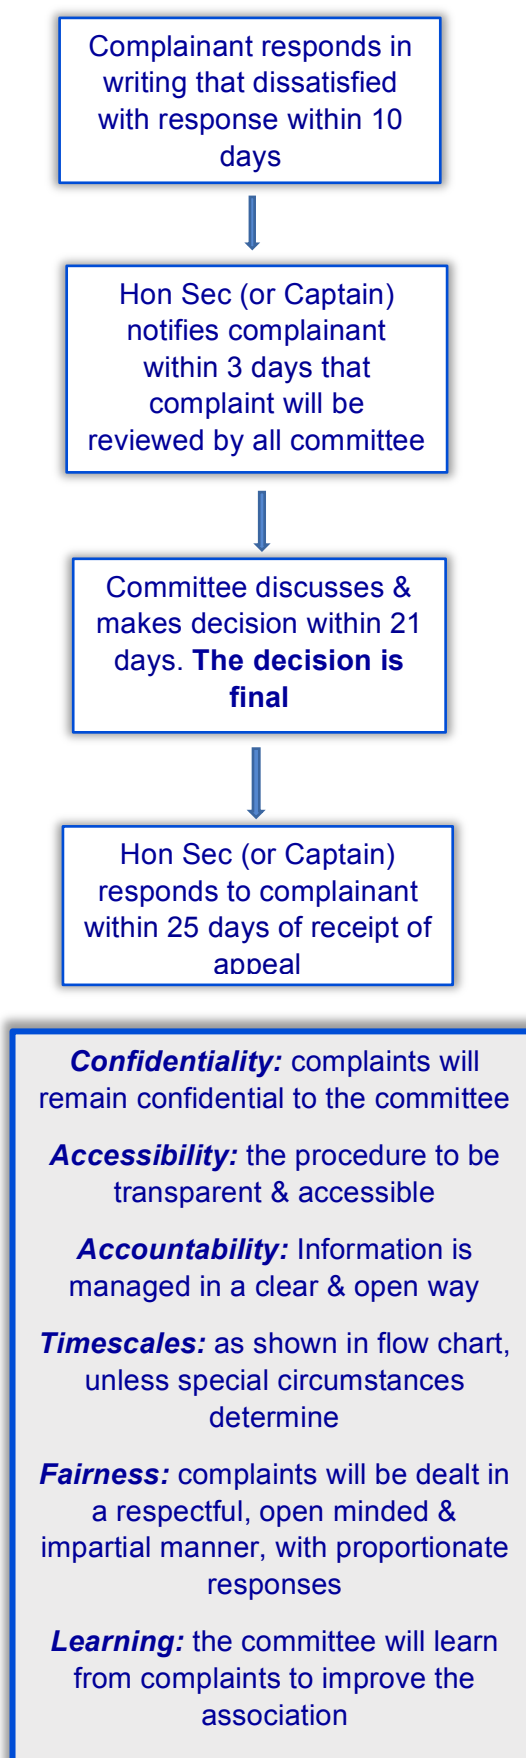 Complainant responds in
writing that dissatisfied
with response within 10
days
Hon Sec (or Captain)
notifies complainant
within 3 days that
complaint will be
reviewed by all committee
Committee discusses &
makes decision within 21
days. The decision is
final
Hon Sec (or Captain)
responds to complainant
within 25 days of receipt of
appeal
Confidentiality: complaints will
remain confidential to the committee
Accessibility: the procedure to be
transparent & accessible
Accountability: Information is
managed in a clear & open way
Timescales: as shown in flow chart,
unless special circumstances
determine
Fairness: complaints will be dealt in
a respectful, open minded &
impartial manner, with proportionate
responses
Learning: the committee will learn
from complaints to improve the
association